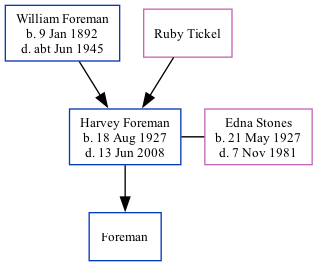 William Foreman
b. 9 Jan 1892
d. abt Jun 1945
Ruby Tickel
Harvey Foreman
b. 18 Aug 1927
d. 13 Jun 2008
Edna Stones
b. 21 May 1927
d. 7 Nov 1981
Foreman